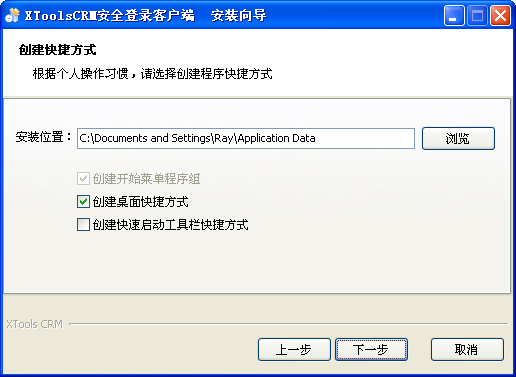 XToolsCRM安全登录客户端 安装向导
创建快捷方式
根据个人操作习惯，请选择创建程序快捷方式
安装位置： C:\Documents and Settings\Ray\Application Data 浏览
创建开始菜单程序组
创建桌面快捷方式
创建快速启动工具栏快捷方式
XTools CRM
上一步 下一步 取消